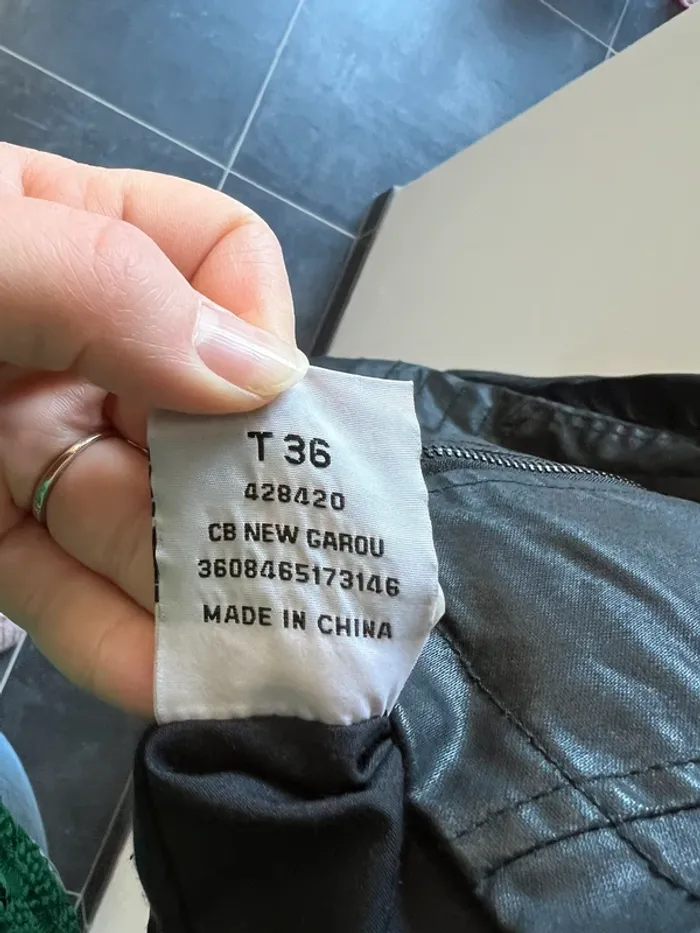 T 36
428420
CB NEW GAROU
3608465173146
MADE IN CHINA